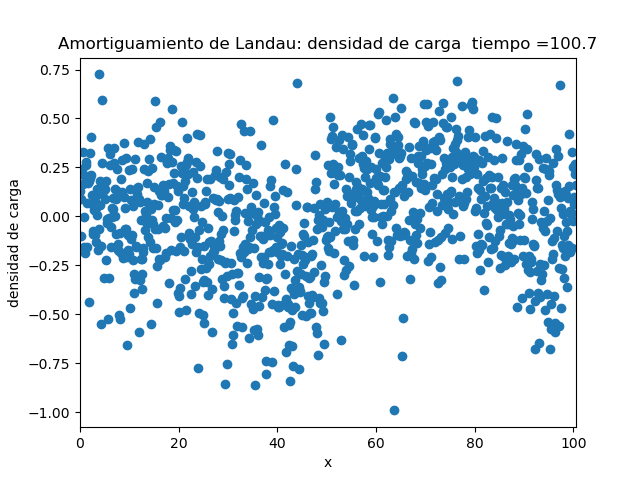 Amortiguamiento de Landau: densidad de carga  tiempo =100.7
0.75
0.50
0.25
0.00
−0.25
−0.50
−0.75
−1.00
densidad de carga
0 20 40 60 80 100
x